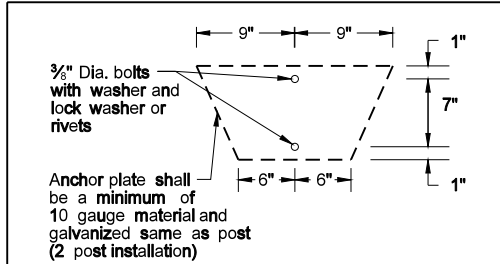 9" 9"
1"
⅜" Dia. bolts
with washer and
lock washer or
rivets
7"
Anchor plate shall
be a minimum of
10 gauge material and
galvanized same as post
(2 post installation)
6" 6"
1"